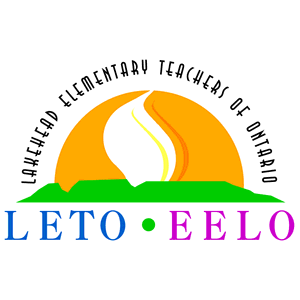 LAKEHEAD ELEMENTARY TEACHERS OF ONTARIO
LETO • EELO